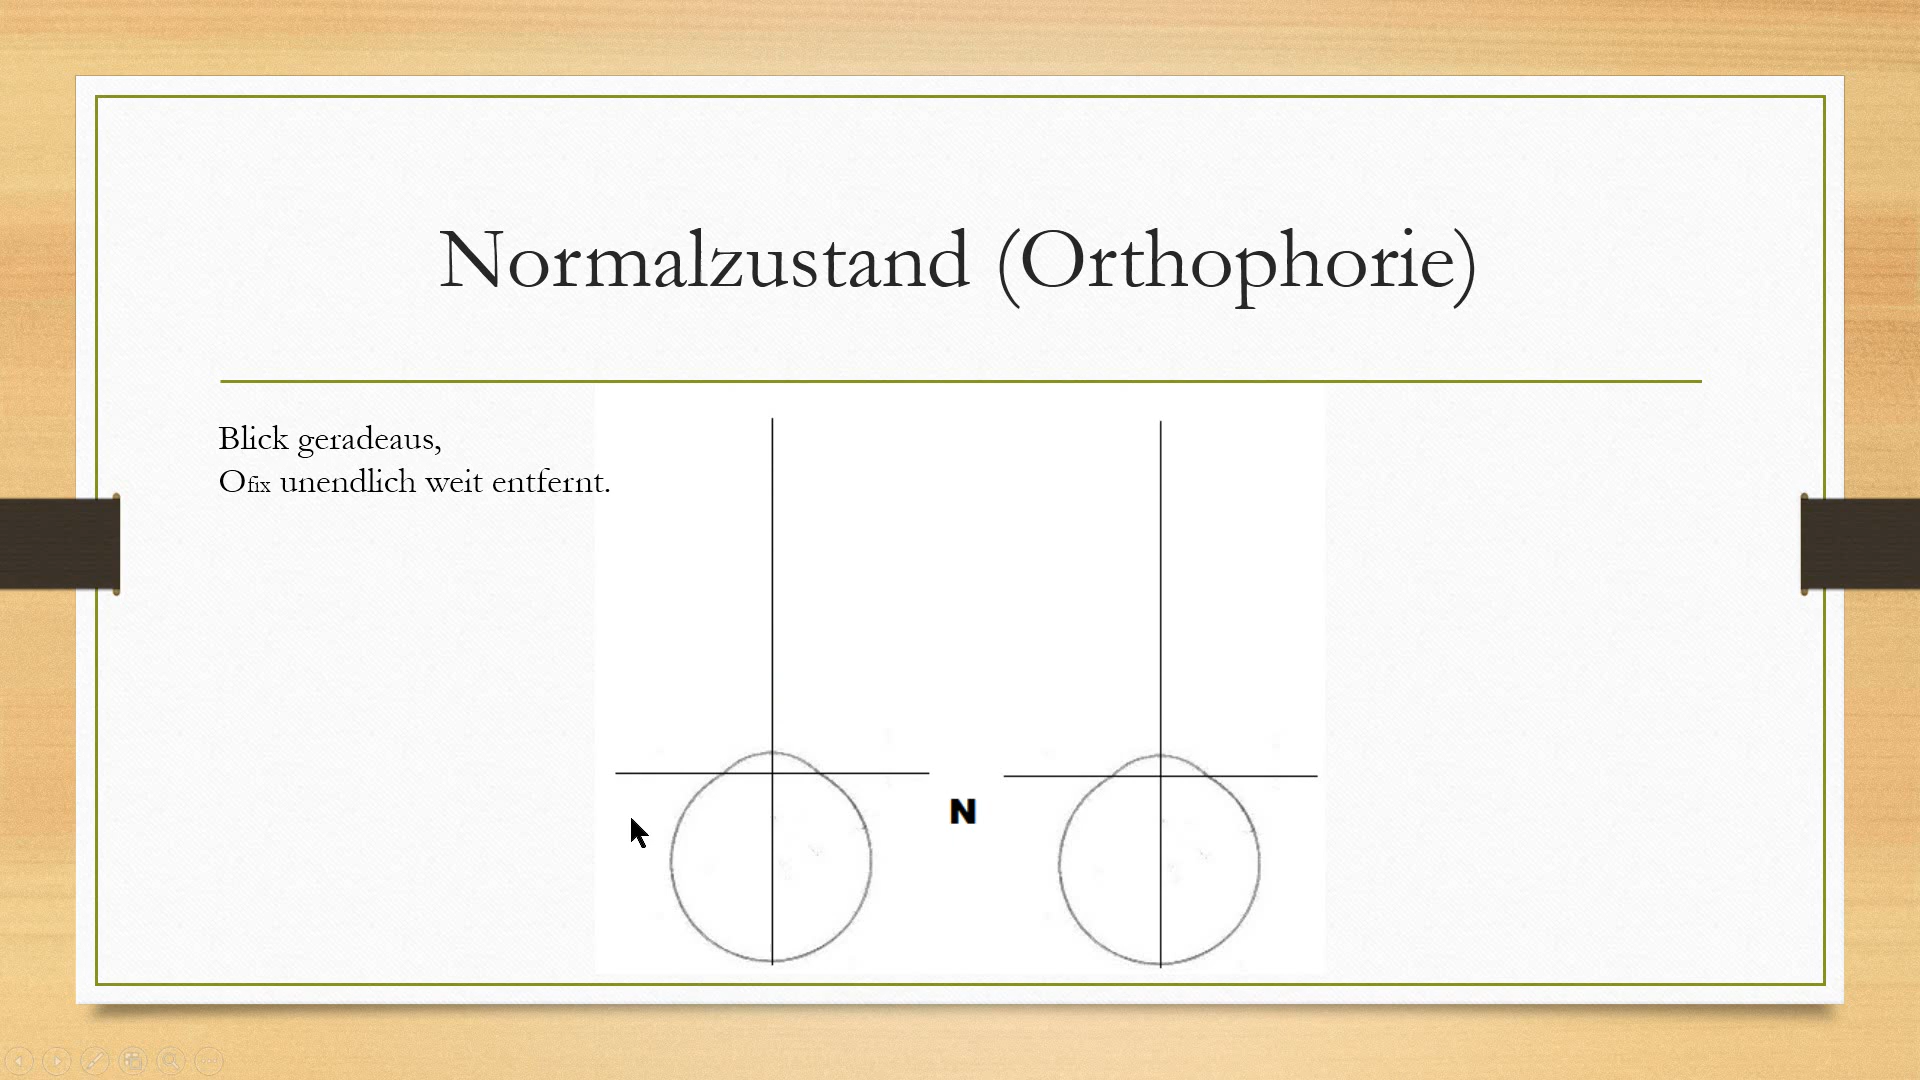 Normalzustand (Orthophorie)
Blick geradeaus,
Ofix unendlich weit entfernt.
N